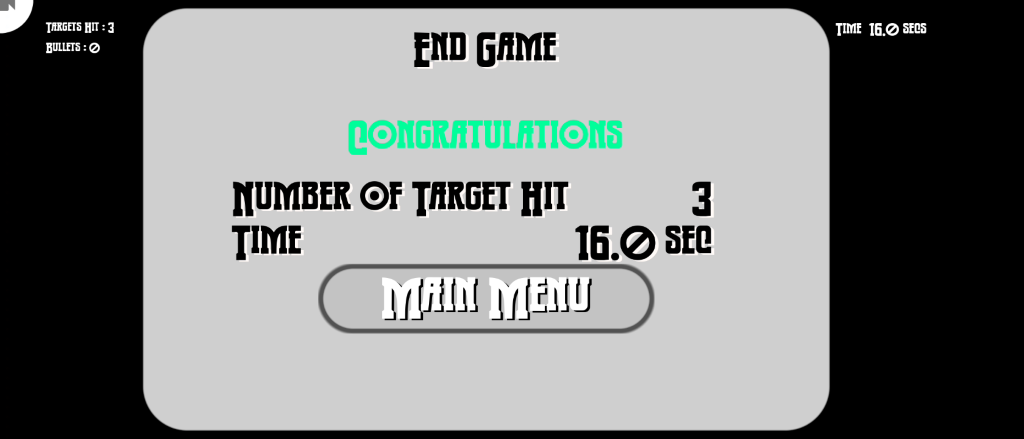 Targets Hit : 3
Bullets : 0
Time 16.0 secs
End Game
Congratulations
Number Of Target Hit 3
Time 16.0 sec
Main Menu